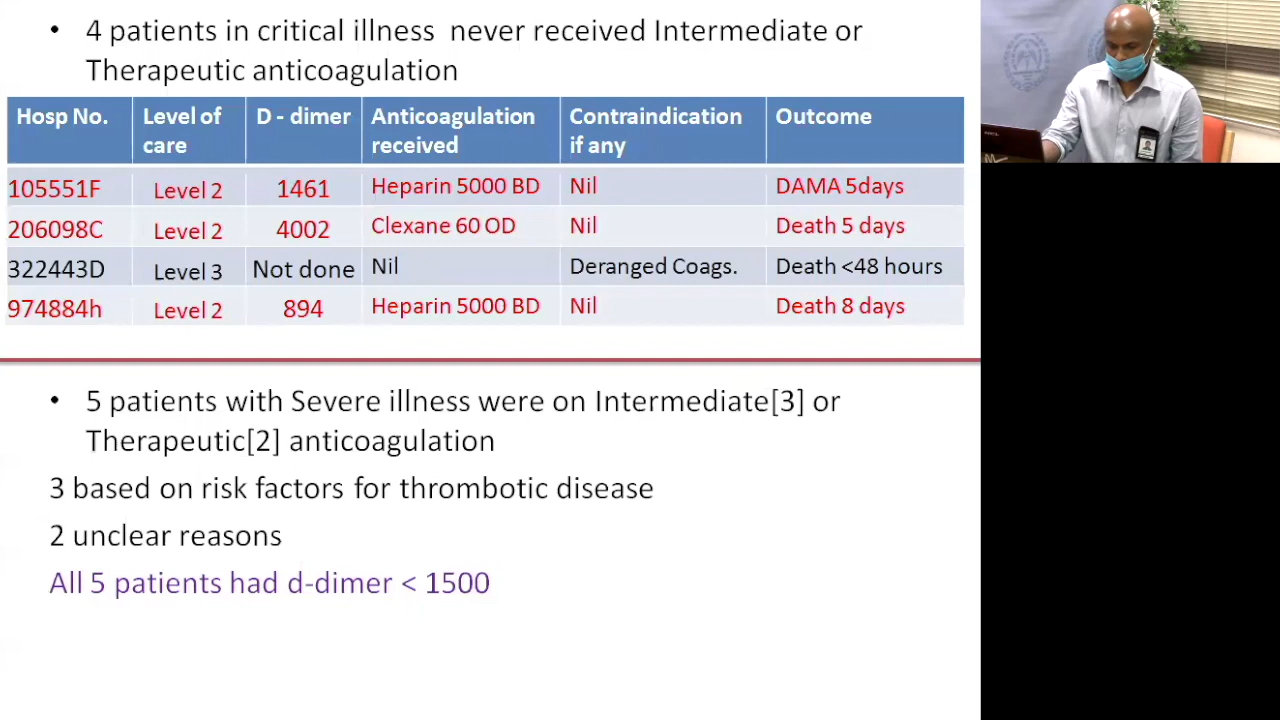 • 4 patients in critical illness never received Intermediate or
Therapeutic anticoagulation
Hosp No. Level of care D - dimer Anticoagulation received Contraindication if any Outcome
105551F Level 2 1461 Heparin 5000 BD Nil DAMA 5days
206098C Level 2 4002 Clexane 60 OD Nil Death 5 days
322443D Level 3 Not done Nil Deranged Coags. Death <48 hours
974884h Level 2 894 Heparin 5000 BD Nil Death 8 days
• 5 patients with Severe illness were on Intermediate[3] or
Therapeutic[2] anticoagulation
3 based on risk factors for thrombotic disease
2 unclear reasons
All 5 patients had d-dimer < 1500